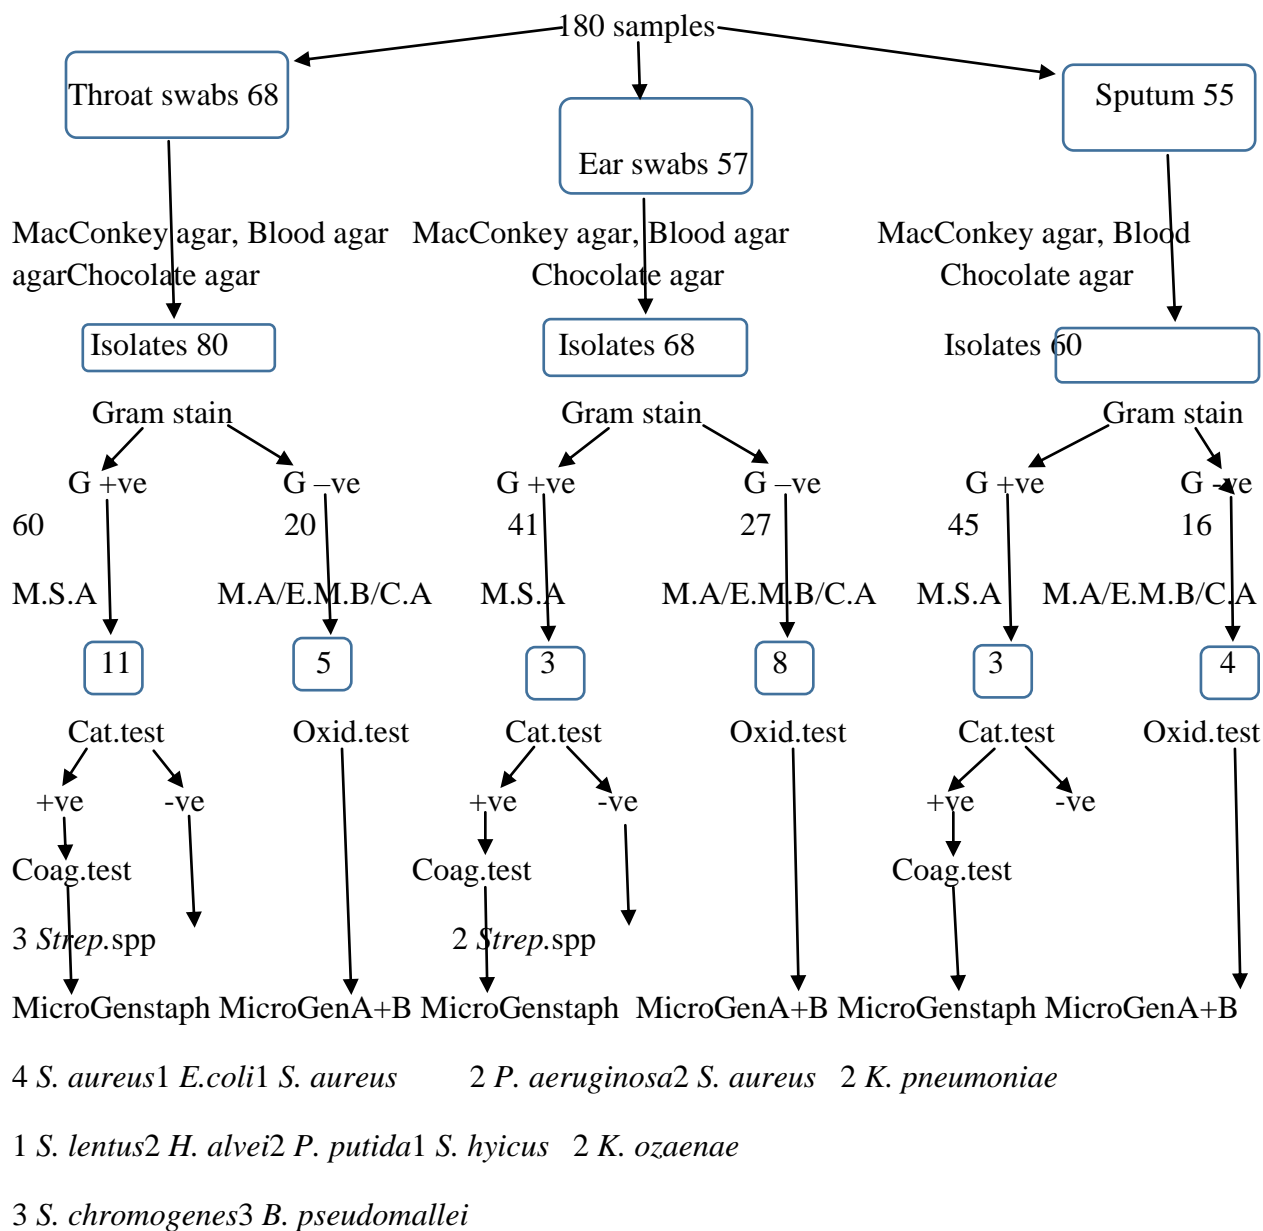 180 samples
Throat swabs 68
Sputum 55
Ear swabs 57
MacConkey agar, Blood agar MacConkey agar, Blood agar MacConkey agar, Blood
agarChocolate agar Chocolate agar Chocolate agar
Isolates 80 Isolates 68 Isolates 60
Gram stain Gram stain Gram stain
G +ve G –ve G +ve G –ve G +ve G -ve
60 20 41 27 45 16
M.S.A M.A/E.M.B/C.A M.S.A M.A/E.M.B/C.A M.S.A M.A/E.M.B/C.A
11 5 3 8 3 4
Cat.test Oxid.test Cat.test Oxid.test Cat.test Oxid.test
+ve -ve +ve -ve +ve -ve
Coag.test Coag.test Coag.test
3 Strep.spp 2 Strep.spp
MicroGenstaph MicroGenA+B MicroGenstaph MicroGenA+B MicroGenstaph MicroGenA+B
4 S. aureus1 E.coli1 S. aureus 2 P. aeruginosa2 S. aureus 2 K. pneumoniae
1 S. lentus2 H. alvei2 P. putida1 S. hyicus 2 K. ozaenae
3 S. chromogenes3 B. pseudomallei